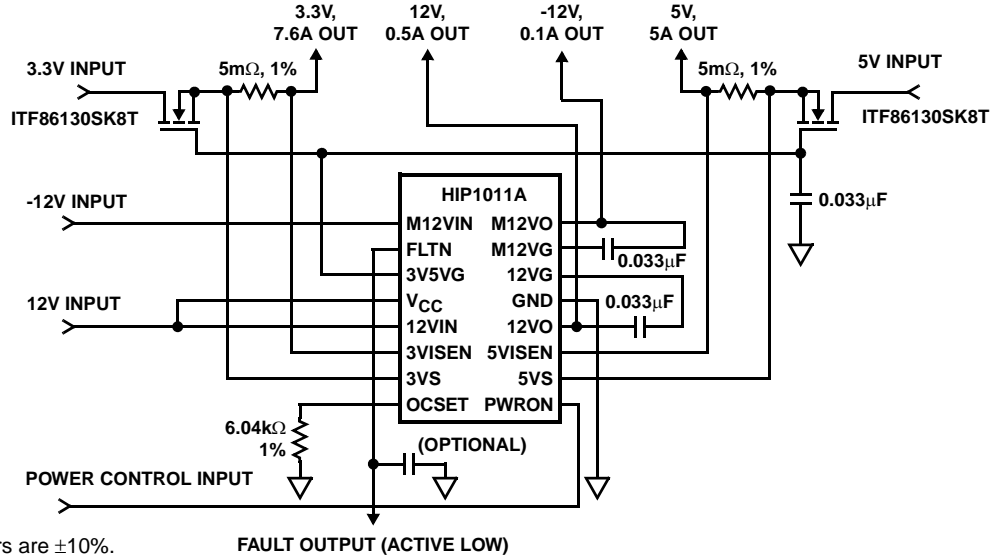 3.3V,
7.6A OUT
12V,
0.5A OUT
-12V,
0.1A OUT
5V,
5A OUT
3.3V INPUT
5mΩ, 1%
5mΩ, 1%
5V INPUT
ITF86130SK8T
ITF86130SK8T
HIP1011A
0.033µF
-12V INPUT
M12VIN M12VO
FLTN M12VG
0.033µF
3V5VG 12VG
12V INPUT
VCC GND
0.033µF
12VIN 12VO
3VISEN 5VISEN
3VS 5VS
OCSET PWRON
6.04kΩ
1%
(OPTIONAL)
POWER CONTROL INPUT
rs are ±10%.
FAULT OUTPUT (ACTIVE LOW)